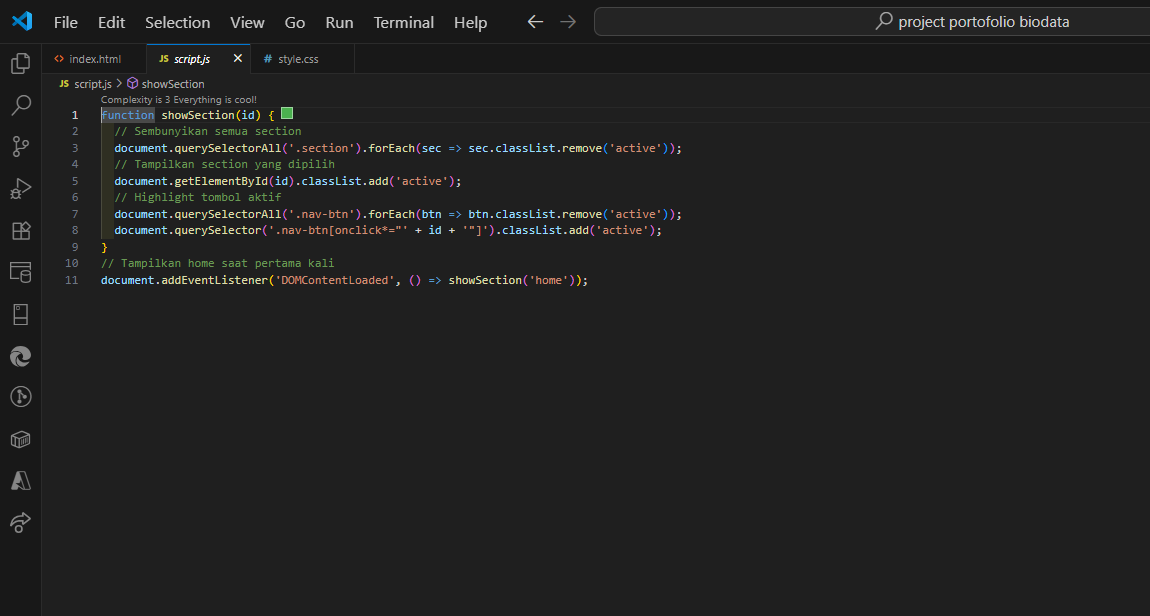 File Edit Selection View Go Run Terminal Help project portofolio biodata
index.html JS script.js # style.css
JS script.js showSection
Complexity is 3 Everything is cool!
1 function showSection(id) {
2 // Sembunyikan semua section
3 document.querySelectorAll('.section').forEach(sec => sec.classList.remove('active'));
4 // Tampilkan section yang dipilih
5 document.getElementById(id).classList.add('active');
6 // Highlight tombol aktif
7 document.querySelectorAll('.nav-btn').forEach(btn => btn.classList.remove('active'));
8 document.querySelector('.nav-btn[onclick*="' + id + '"]').classList.add('active');
9 }
10 // Tampilkan home saat pertama kali
11 document.addEventListener('DOMContentLoaded', () => showSection('home'));